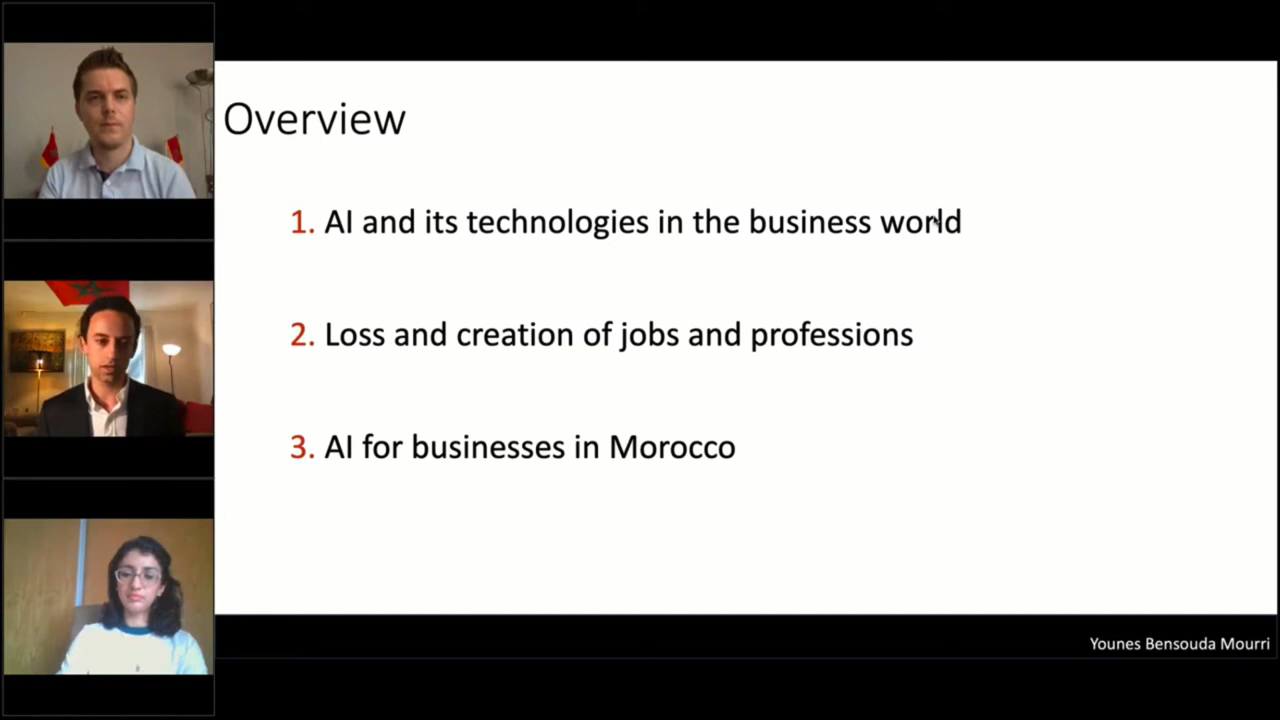 Overview
1. AI and its technologies in the business world
2. Loss and creation of jobs and professions
3. AI for businesses in Morocco
Younes Bensouda Mourri